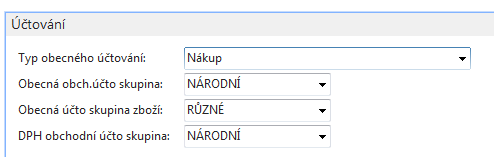 Účtování
Typ obecného účtování: Nákup
Obecná obch.účto skupina: NÁRODNÍ
Obecná účto skupina zboží: RŮZNÉ
DPH obchodní účto skupina: NÁRODNÍ